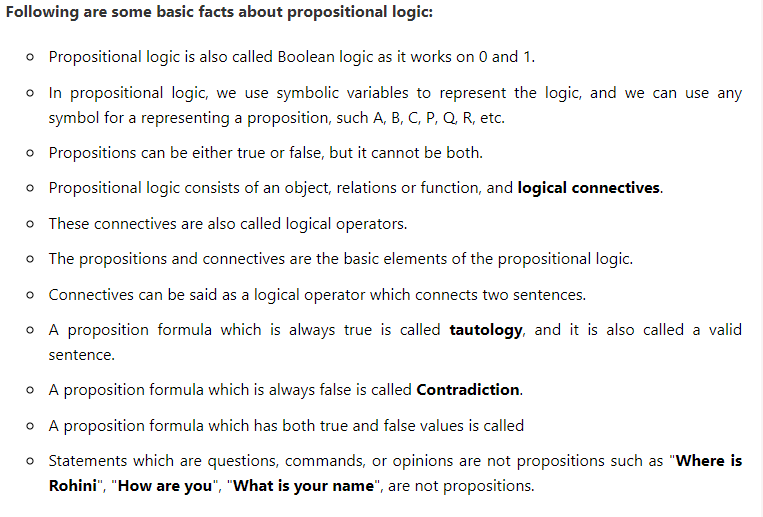 Following are some basic facts about propositional logic:
Propositional logic is also called Boolean logic as it works on 0 and 1.
In propositional logic, we use symbolic variables to represent the logic, and we can use any
symbol for a representing a proposition, such A, B, C, P, Q, R, etc.
Propositions can be either true or false, but it cannot be both.
Propositional logic consists of an object, relations or function, and logical connectives.
These connectives are also called logical operators.
The propositions and connectives are the basic elements of the propositional logic.
Connectives can be said as a logical operator which connects two sentences.
A proposition formula which is always true is called tautology, and it is also called a valid
sentence.
A proposition formula which is always false is called Contradiction.
A proposition formula which has both true and false values is called
Statements which are questions, commands, or opinions are not propositions such as "Where is
Rohini", "How are you", "What is your name", are not propositions.